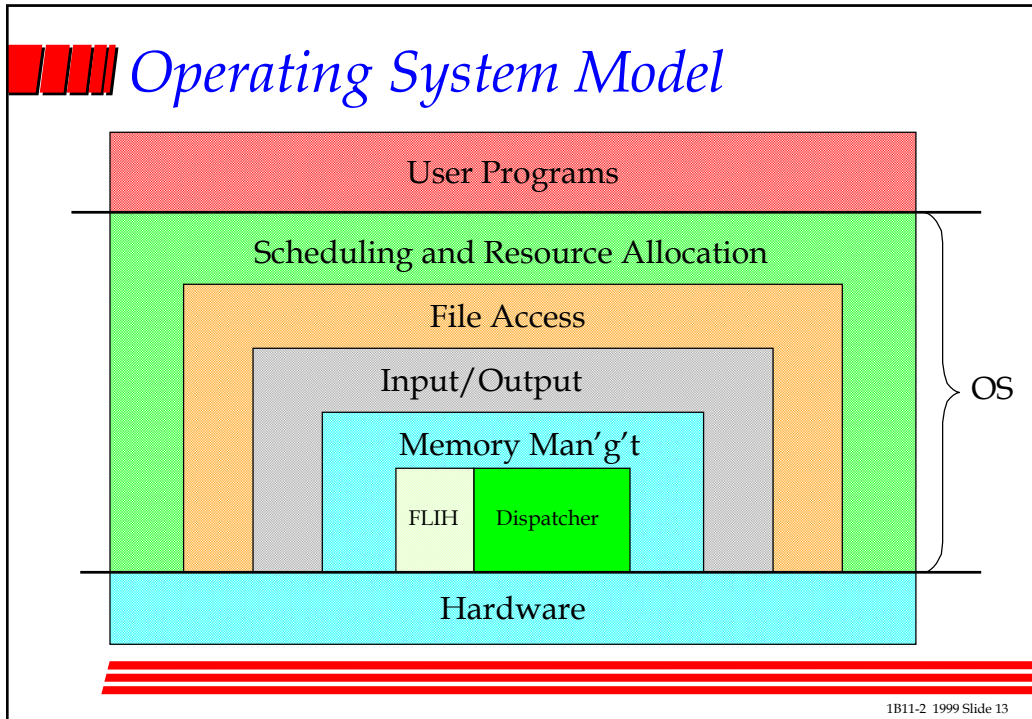 Operating System Model
User Programs
Scheduling and Resource Allocation
File Access
Input/Output
OS
Memory Man'g't
FLIH
Dispatcher
Hardware
1B11-2 1999 Slide 13